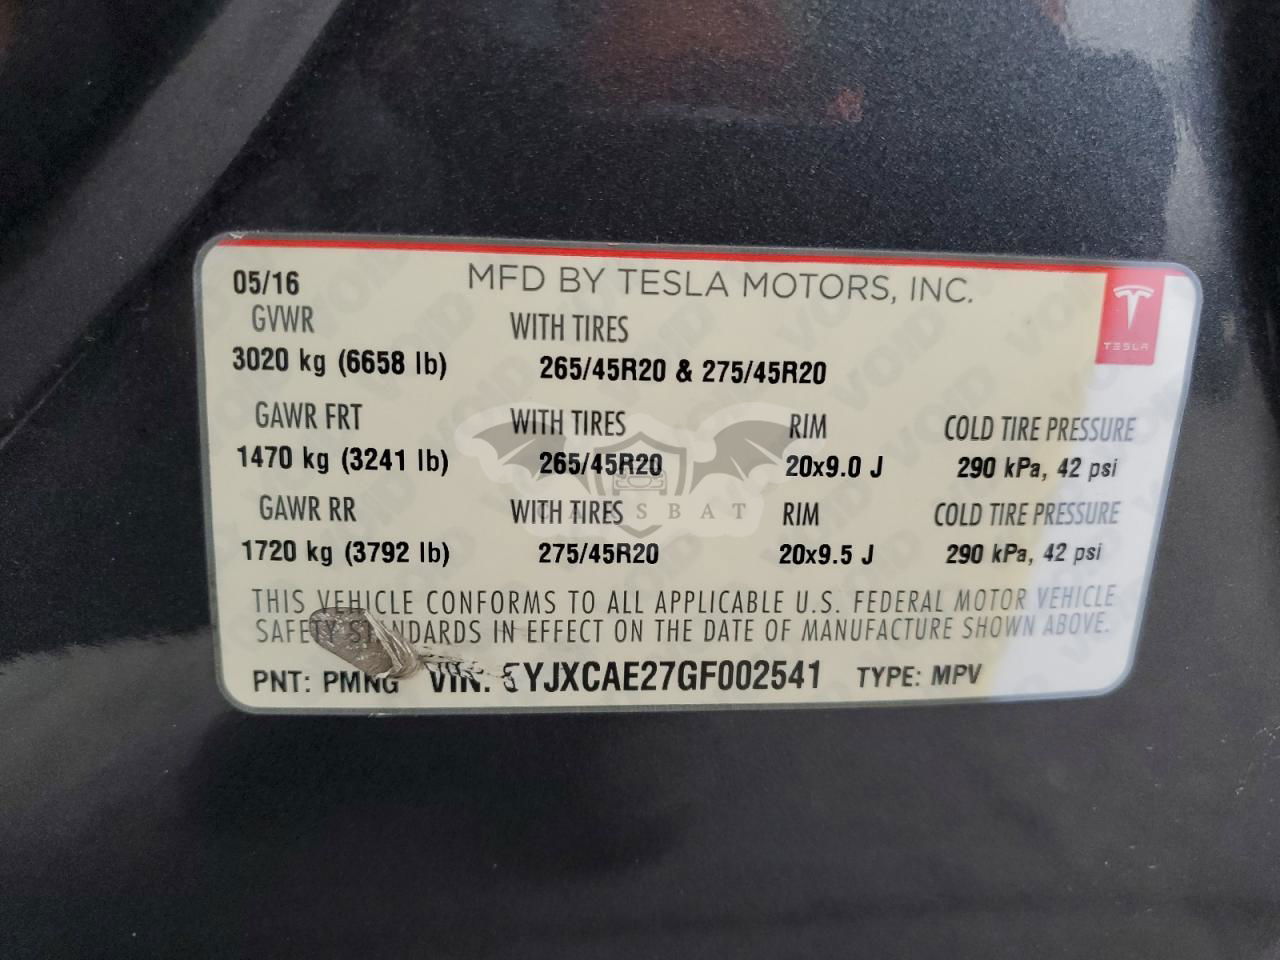 05/16 MFD BY TESLA MOTORS, INC.
TESLA
GVWR WITH TIRES
3020 kg (6658 lb) 265/45R20 & 275/45R20
GAWR FRT WITH TIRES RIM COLD TIRE PRESSURE
1470 kg (3241 lb) 265/45R20 20x9.0 J 290 kPa, 42 psi
GAWR RR WITH TIRES RIM COLD TIRE PRESSURE
1720 kg (3792 lb) 275/45R20 20x9.5 J 290 kPa, 42 psi
THIS VEHICLE CONFORMS TO ALL APPLICABLE U.S. FEDERAL MOTOR VEHICLE
SAFETY STANDARDS IN EFFECT ON THE DATE OF MANUFACTURE SHOWN ABOVE.
PNT: PMNG VIN: 5YJXCAE27GF002541 TYPE: MPV